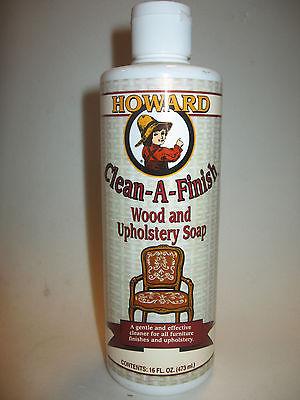 HOWARD
Clean-A-Finish
Wood and
Upholstery Soap
A gentle and effective
cleaner for all furniture
finishes and upholstery.
CONTENTS: 16 FL. OZ. (473 mL)